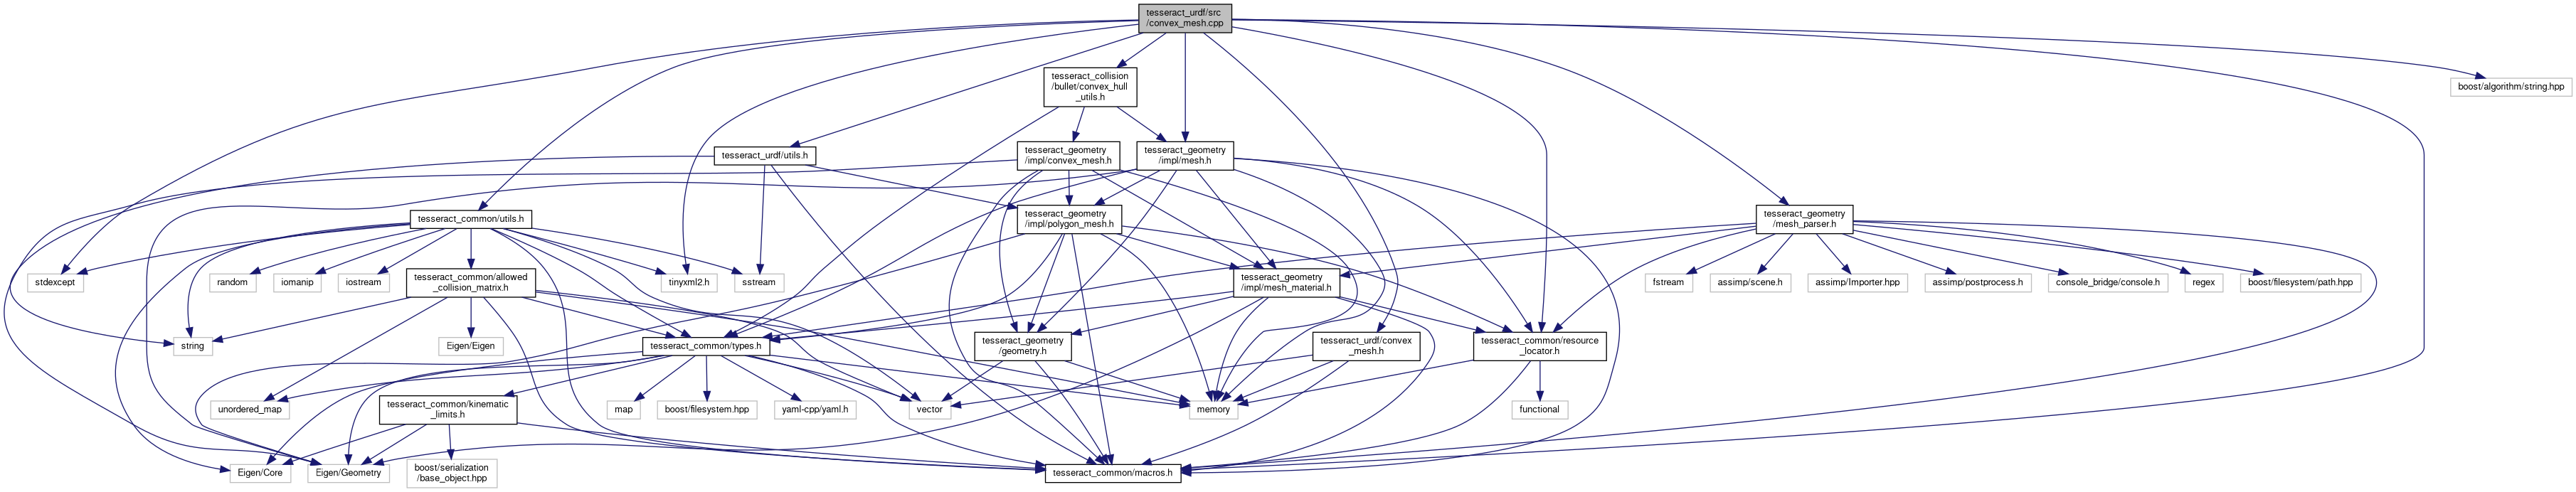 tesseract_urdf/src
/convex_mesh.cpp
tesseract_collision
/bullet/convex_hull
_utils.h
boost/algorithm/string.hpp
tesseract_urdf/utils.h
tesseract_geometry
/impl/convex_mesh.h
tesseract_geometry
/impl/mesh.h
tesseract_common/utils.h
tesseract_geometry
/impl/polygon_mesh.h
tesseract_geometry
/mesh_parser.h
stdexcept
random
iomanip
iostream
tesseract_common/allowed
_collision_matrix.h
tinyxml2.h
sstream
tesseract_geometry
/impl/mesh_material.h
fstream
assimp/scene.h
assimp/Importer.hpp
assimp/postprocess.h
console_bridge/console.h
regex
boost/filesystem/path.hpp
string
Eigen/Eigen
tesseract_common/types.h
tesseract_geometry
/geometry.h
tesseract_urdf/convex
_mesh.h
tesseract_common/resource
_locator.h
unordered_map
tesseract_common/kinematic
_limits.h
map
boost/filesystem.hpp
yaml-cpp/yaml.h
vector
memory
functional
Eigen/Core
Eigen/Geometry
boost/serialization
/base_object.hpp
tesseract_common/macros.h